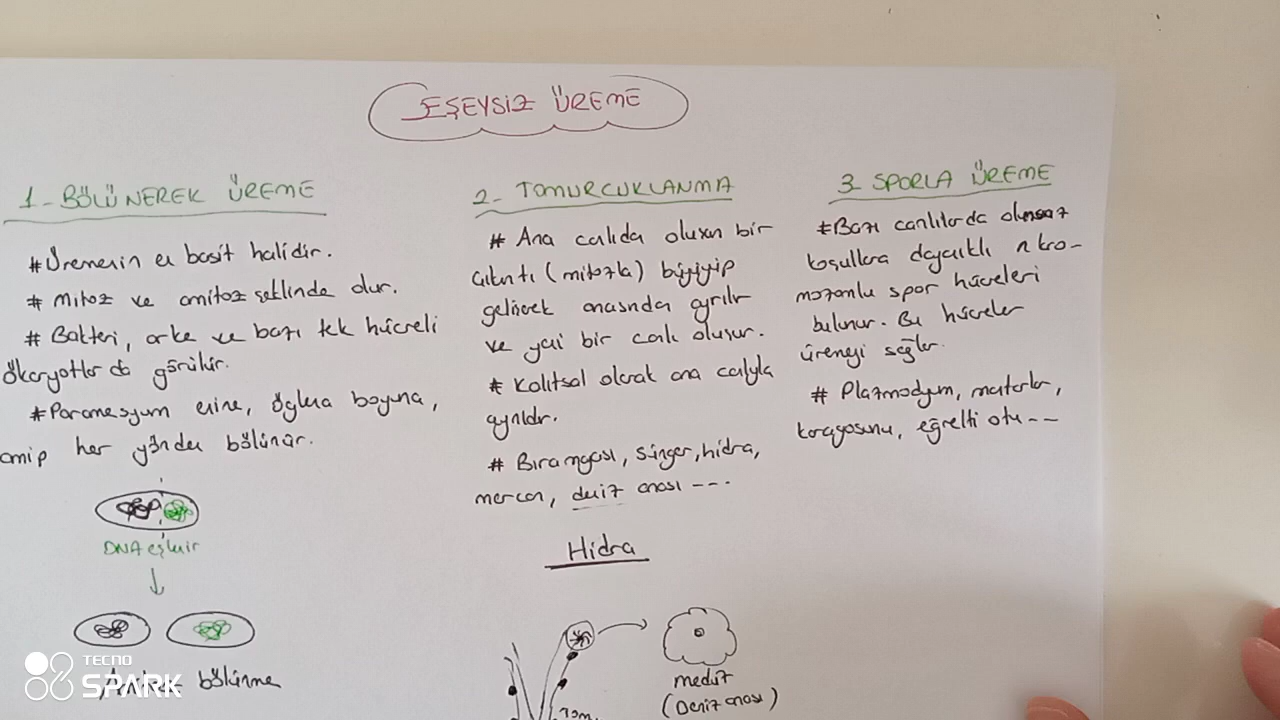 EŞEYSİZ ÜREME
1- BÖLÜNEREK ÜREME
# Üremenin en basit halidir.
# Mitoz ve amitoz şeklinde olur.
# Bakteri, arke ve bazı tek hücreli
ökaryotlarda görülür.
# Paramesyum enine, öglena boyuna,
amip her yönden bölünür.
DNA eşlenir
bölünme
2- TOMURCUKLANMA
# Ana canlıda oluşan bir
çıkıntı (mitozla) büyüyüp
gelişerek anasından ayrılır
ve yeni bir canlı oluşur.
# Kalıtsal olarak ana canlıyla
aynıdır.
# Bira mayası, sünger, hidra,
mercan, deniz anası ---
Hidra
medüz
(Deniz anası)
Tom.
3- SPORLA ÜREME
# Bazı canlılarda olumsuz
koşullara dayanıklı n kro-
mozomlu spor hücreleri
bulunur. Bu hücreler
üremeyi sağlar.
# Plazmodyum, mantarlar,
karayosunu, eğrelti otu ---
TECNO
SPARK